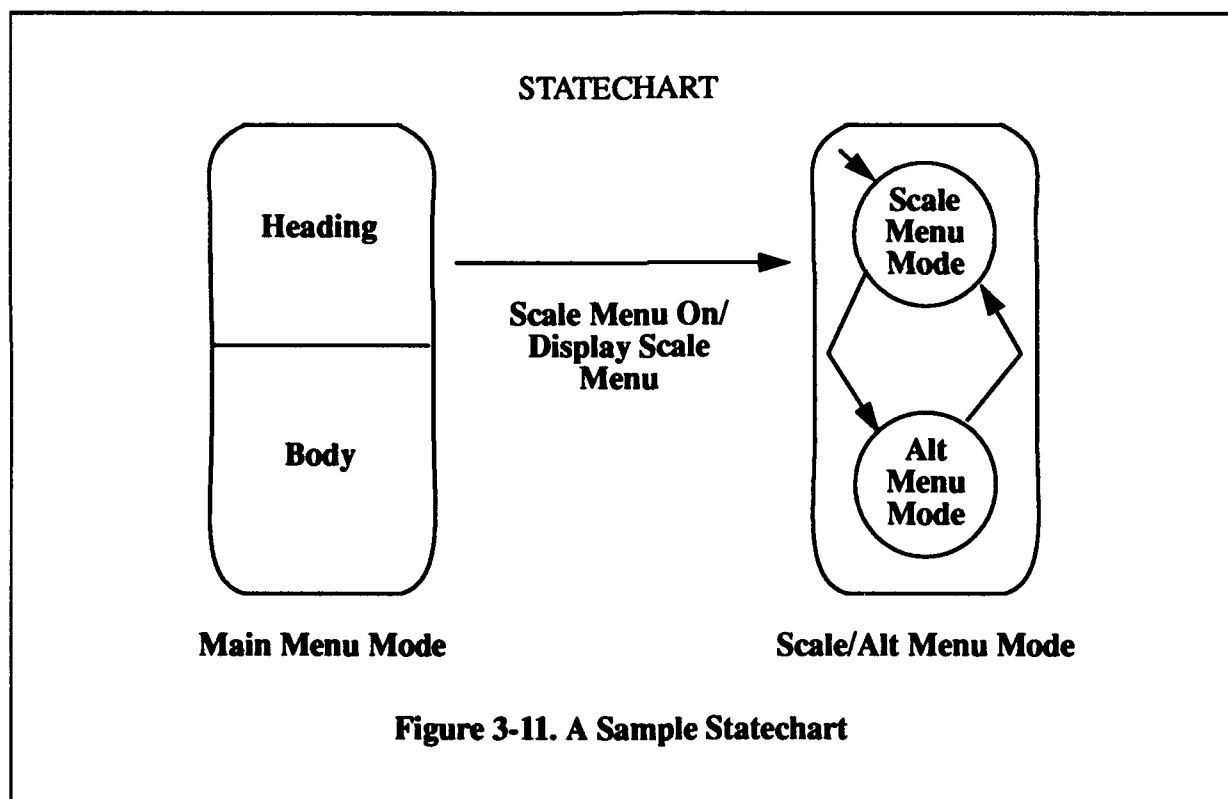 STATECHART
Heading
Body
Scale Menu On/
Display Scale
Menu
Scale
Menu
Mode
Alt
Menu
Mode
Main Menu Mode
Scale/Alt Menu Mode
Figure 3-11. A Sample Statechart